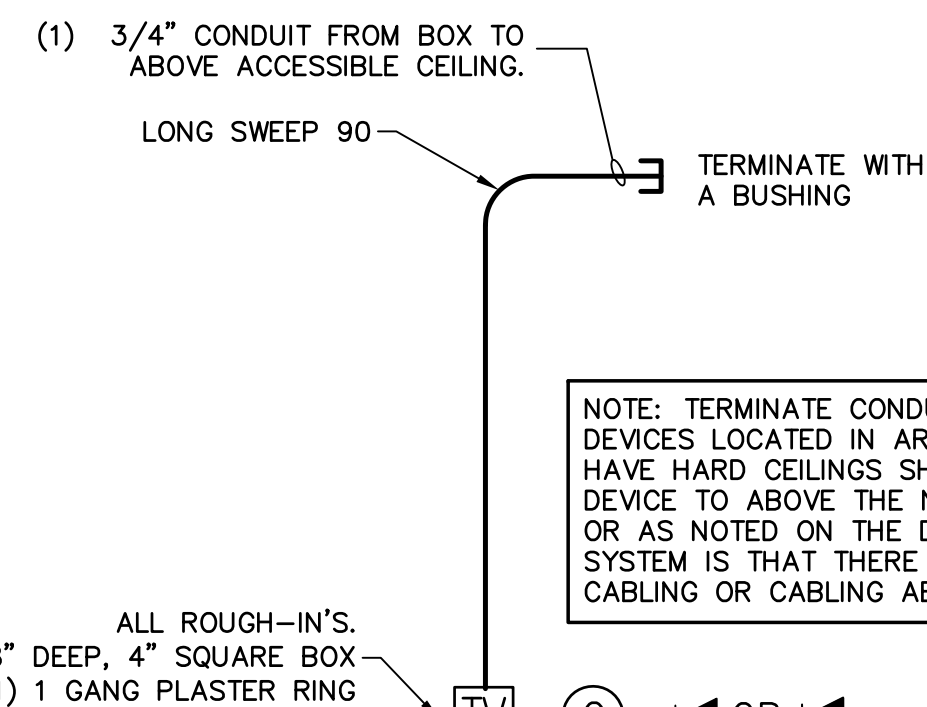 (1) 3/4" CONDUIT FROM BOX TO
ABOVE ACCESSIBLE CEILING.
LONG SWEEP 90
TERMINATE WITH
A BUSHING
NOTE: TERMINATE
DEVICES LOCATED IN
HAVE HARD CEILINGS
DEVICE TO ABOVE THE
OR AS NOTED ON THE
SYSTEM IS THAT THERE
CABLING OR CABLING
ALL ROUGH-IN'S.
DEEP, 4" SQUARE BOX
1 GANG PLASTER RING
TV
OR